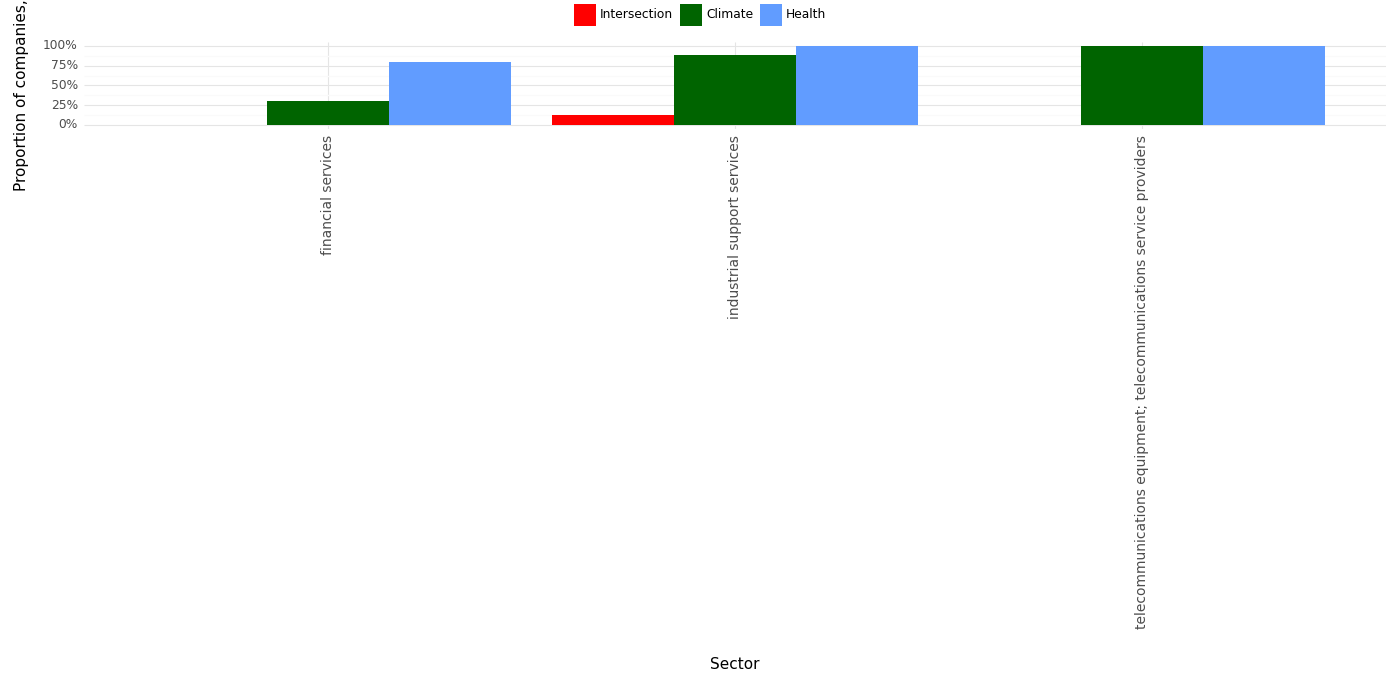 Intersection Climate Health
Proportion of companies,
100%
75%
50%
25%
0%
financial services
industrial support services
telecommunications equipment; telecommunications service providers
Sector